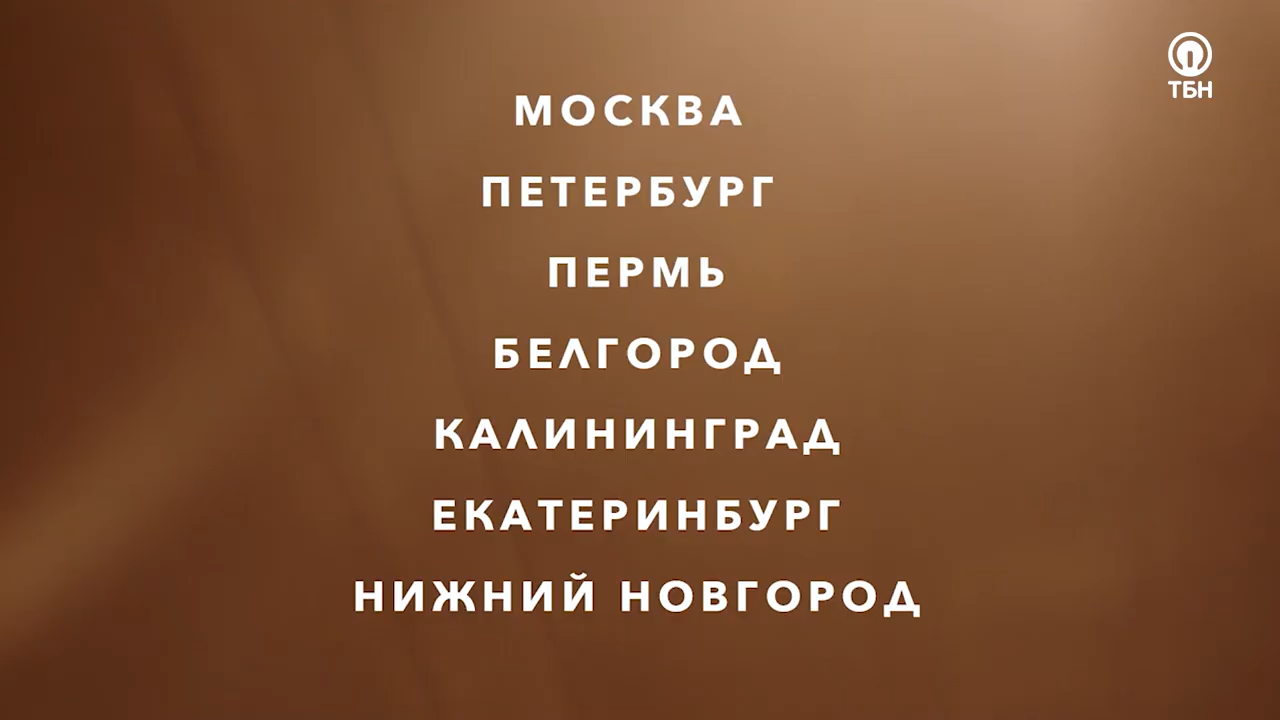 ТБН
МОСКВА
ПЕТЕРБУРГ
ПЕРМЬ
БЕЛГОРОД
КАЛИНИНГРАД
ЕКАТЕРИНБУРГ
НИЖНИЙ НОВГОРОД